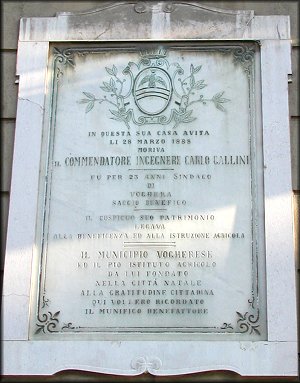 IN QUESTA SUA CASA AVITA
LI 28 MARZO 1888
MORIVA
IL COMMENDATORE INGEGNERE CARLO GALLINI
FU PER 25 ANNI SINDACO
DI
VOGHERA
SAGGIO BENEFICO
IL COSPICUO SUO PATRIMONIO
LEGAVA
ALLA BENEFICENZA ED ALLA ISTRUZIONE AGRICOLA
IL MUNICIPIO VOGHERESE
ED IL PIO ISTITUTO AGRICOLO
DA LUI FONDATO
NELLA CITTÀ NATALE
ALLA GRATITUDINE CITTADINA
QUI VOLLERO RICORDATO
IL MUNIFICO BENEFATTORE